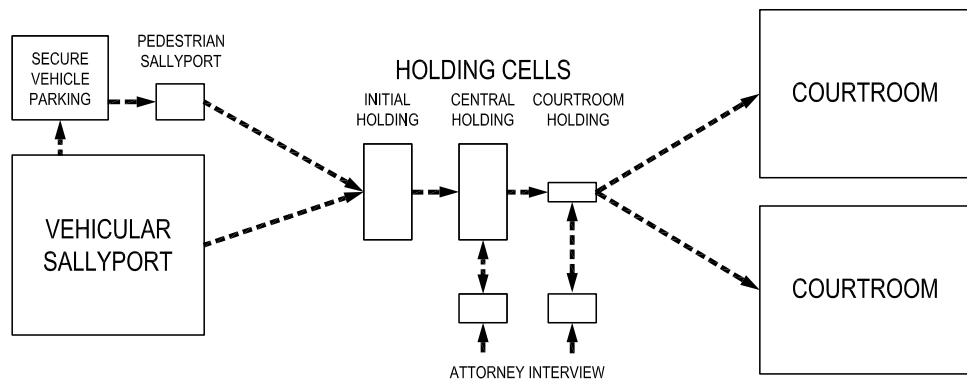 SECURE
VEHICLE
PARKING
PEDESTRIAN
SALLYPORT
VEHICULAR
SALLYPORT
HOLDING CELLS
INITIAL
HOLDING
CENTRAL
HOLDING
COURTROOM
HOLDING
ATTORNEY INTERVIEW
COURTROOM
COURTROOM